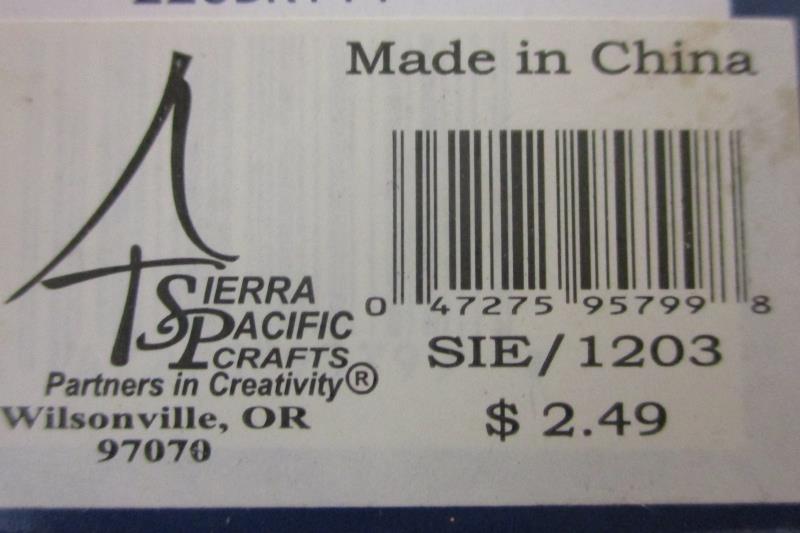 Made in China
SIERRA
PACIFIC
CRAFTS
Partners in Creativity®
Wilsonville, OR
97070
0 47275 95799 8
SIE/1203
$ 2.49